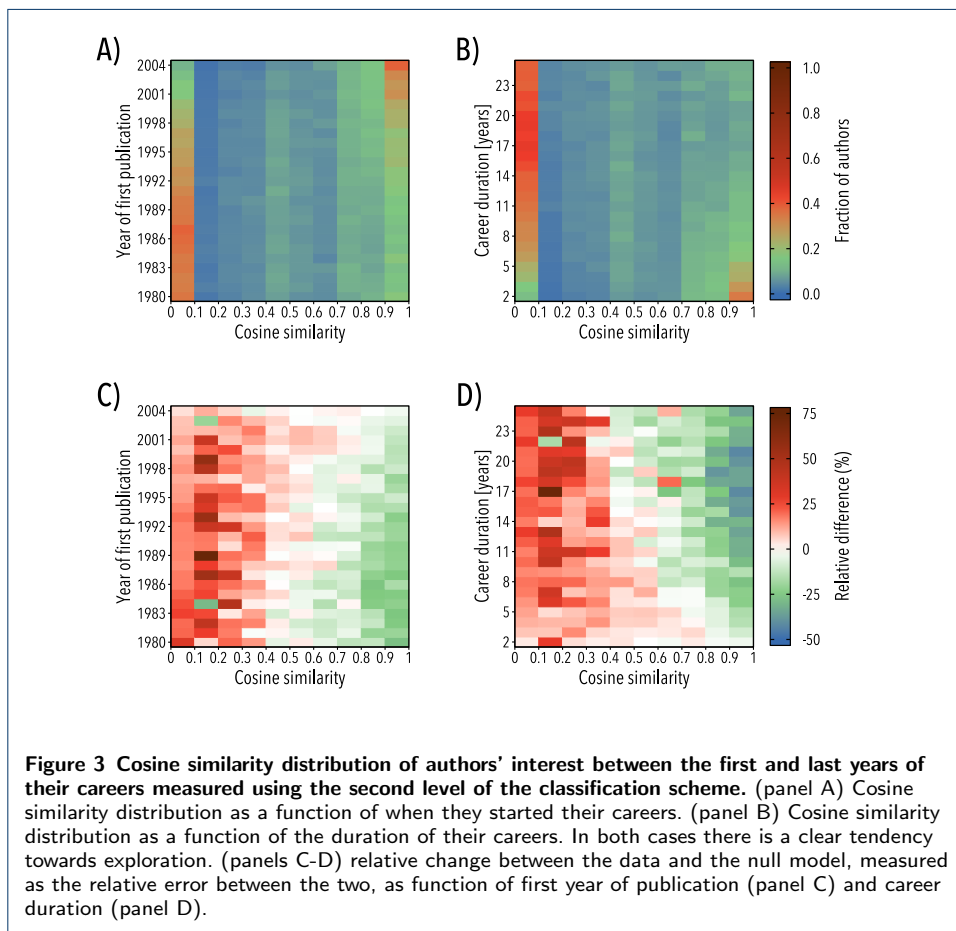 A)
B)
Year of first publication
2004
2001
1998
1995
1992
1989
1986
1983
1980
0 0.1 0.2 0.3 0.4 0.5 0.6 0.7 0.8 0.9 1
Cosine similarity
Career duration [years]
23
20
17
14
11
8
5
2
0 0.1 0.2 0.3 0.4 0.5 0.6 0.7 0.8 0.9 1
Cosine similarity
1.0
0.8
0.6
0.4
0.2
0.0
Fraction of authors
C)
D)
Year of first publication
2004
2001
1998
1995
1992
1989
1986
1983
1980
0 0.1 0.2 0.3 0.4 0.5 0.6 0.7 0.8 0.9 1
Cosine similarity
Career duration [years]
23
20
17
14
11
8
5
2
0 0.1 0.2 0.3 0.4 0.5 0.6 0.7 0.8 0.9 1
Cosine similarity
75
50
25
0
-25
-50
Relative difference (%)
Figure 3 Cosine similarity distribution of authors' interest between the first and last years of
their careers measured using the second level of the classification scheme. (panel A) Cosine
similarity distribution as a function of when they started their careers. (panel B) Cosine similarity
distribution as a function of the duration of their careers. In both cases there is a clear tendency
towards exploration. (panels C-D) relative change between the data and the null model, measured
as the relative error between the two, as function of first year of publication (panel C) and career
duration (panel D).